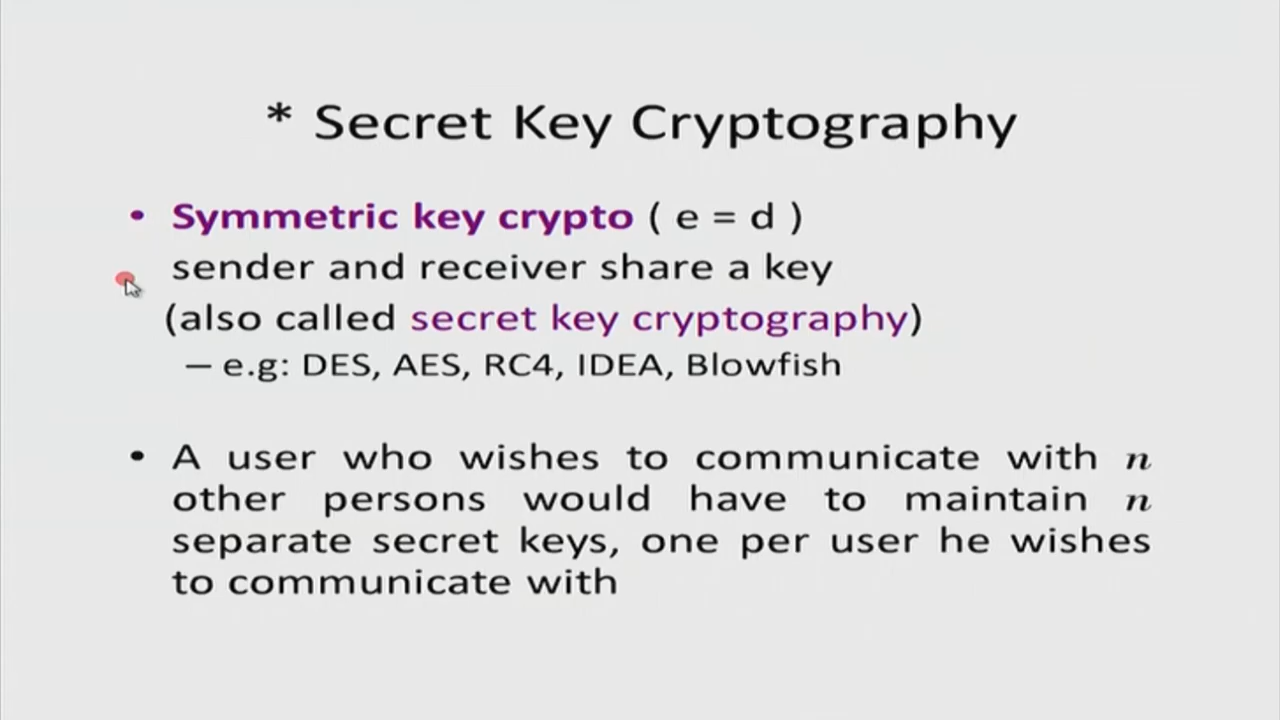 * Secret Key Cryptography
• Symmetric key crypto ( e = d )
sender and receiver share a key
(also called secret key cryptography)
– e.g: DES, AES, RC4, IDEA, Blowfish
• A user who wishes to communicate with n
other persons would have to maintain n
separate secret keys, one per user he wishes
to communicate with